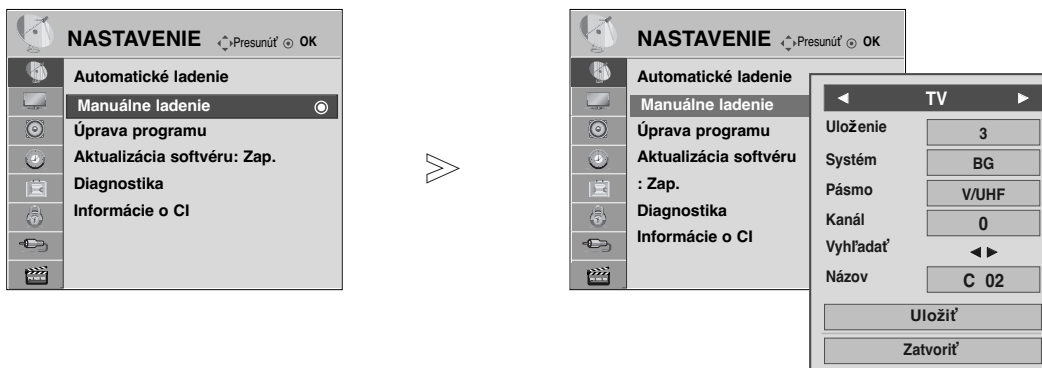 NASTAVENIE Presunúť OK
Automatické ladenie
Manuálne ladenie
Úprava programu
Aktualizácia softvéru: Zap.
Diagnostika
Informácie o CI
NASTAVENIE Presunúť OK
Automatické ladenie
Manuálne ladenie
Úprava programu
Aktualizácia softvéru
: Zap.
Diagnostika
Informácie o CI
◄ TV ►
Uloženie 3
Systém BG
Pásmo V/UHF
Kanál 0
Vyhľadať ◄ ►
Názov C 02
Uložiť
Zatvoriť